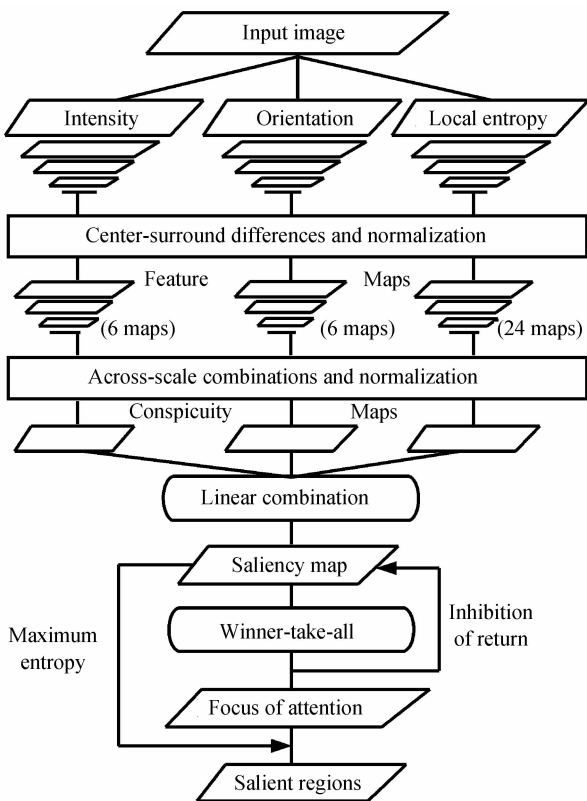 Input image
Intensity
Orientation
Local entropy
Center-surround differences and normalization
Feature
Maps
(6 maps)
(6 maps)
(24 maps)
Across-scale combinations and normalization
Conspicuity
Maps
Linear combination
Saliency map
Winner-take-all
Inhibition
of return
Maximum
entropy
Focus of attention
Salient regions